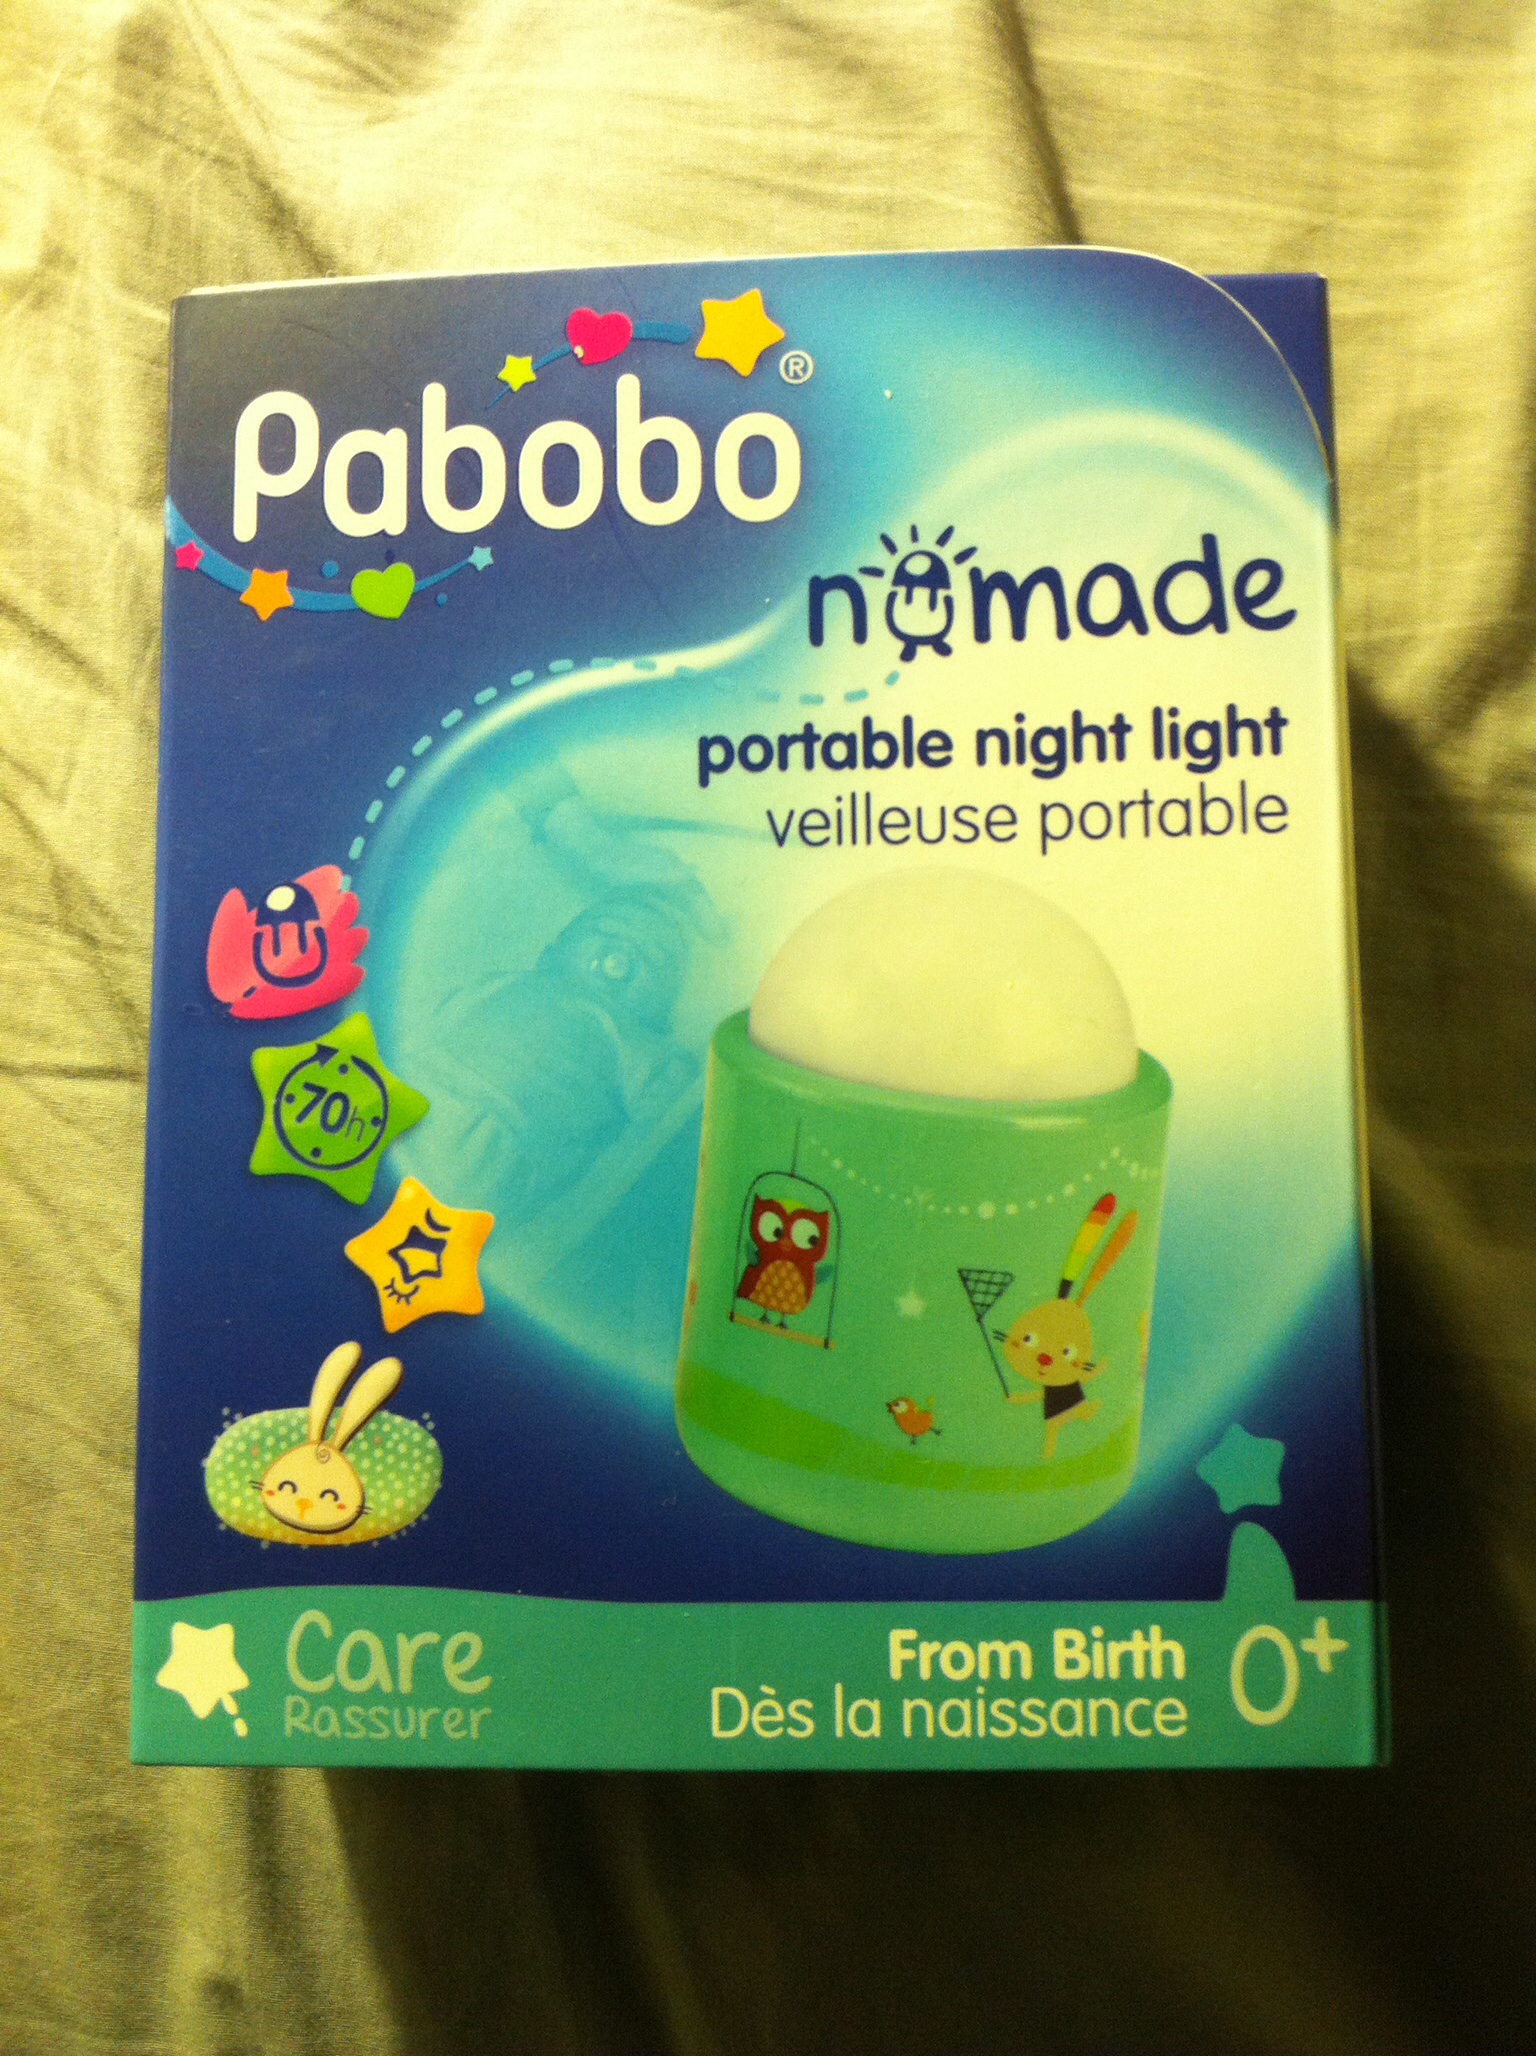 Pabobo®
nomade
portable night light
veilleuse portable
70h
Care
Rassurer
From Birth
Dès la naissance
0+